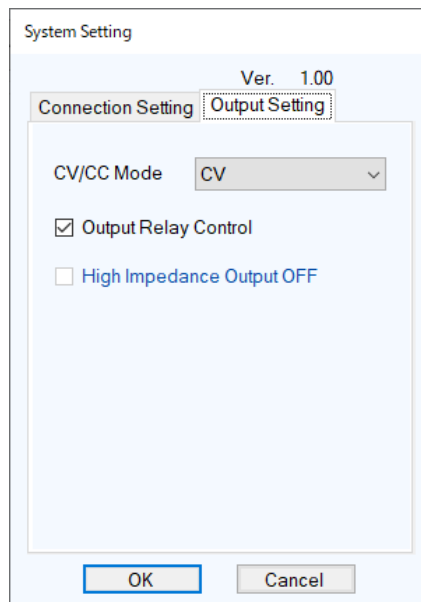 System Setting
Ver. 1.00
Connection Setting Output Setting
CV/CC Mode CV
Output Relay Control
High Impedance Output OFF
OK Cancel